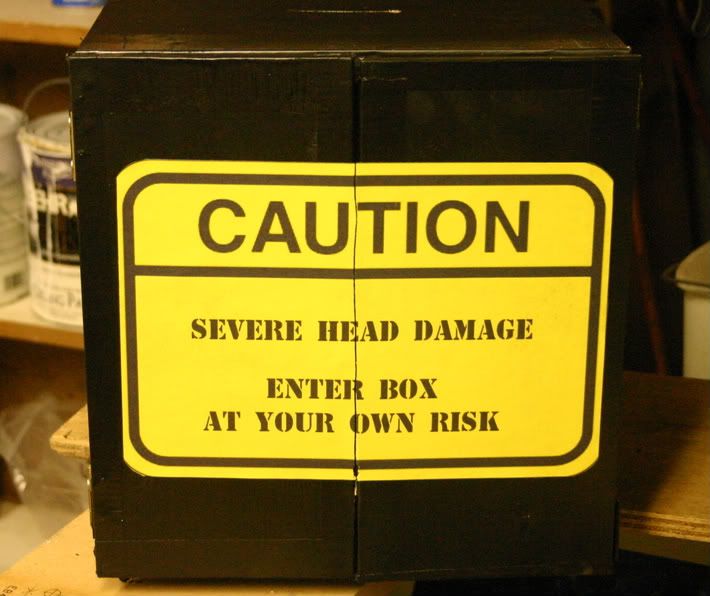 CAUTION
SEVERE HEAD DAMAGE
ENTER BOX
AT YOUR OWN RISK